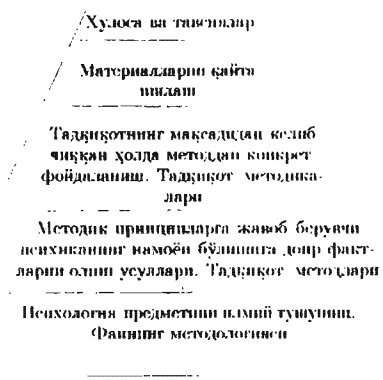 Хулоса ва тавсиялар
Материалларни қайта
ишлаш
Тадқиқотнинг мақсадидан келиб
чиққан ҳолда методдан конкрет
фойдаланиш. Тадқиқот методика-
лари
Методик принципларга жавоб берувчи
психиканинг намоён бўлишига доир факт-
ларни олиш усуллари. Тадқиқот методлари
Психология предметини илмий тушуниш.
Фаннинг методологияси